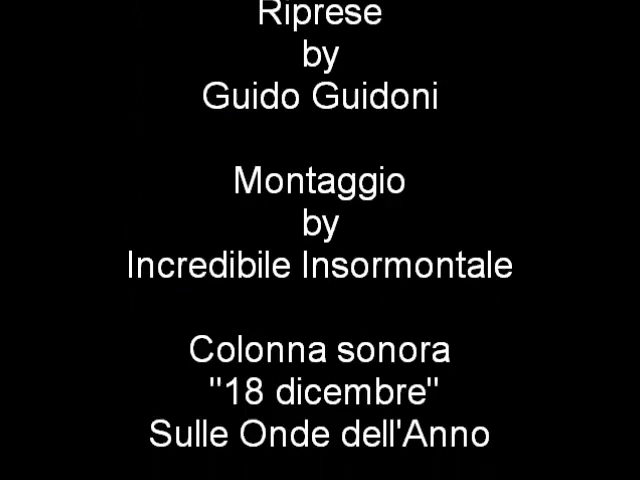 Riprese
by
Guido Guidoni
Montaggio
by
Incredibile Insormontale
Colonna sonora
"18 dicembre"
Sulle Onde dell'Anno